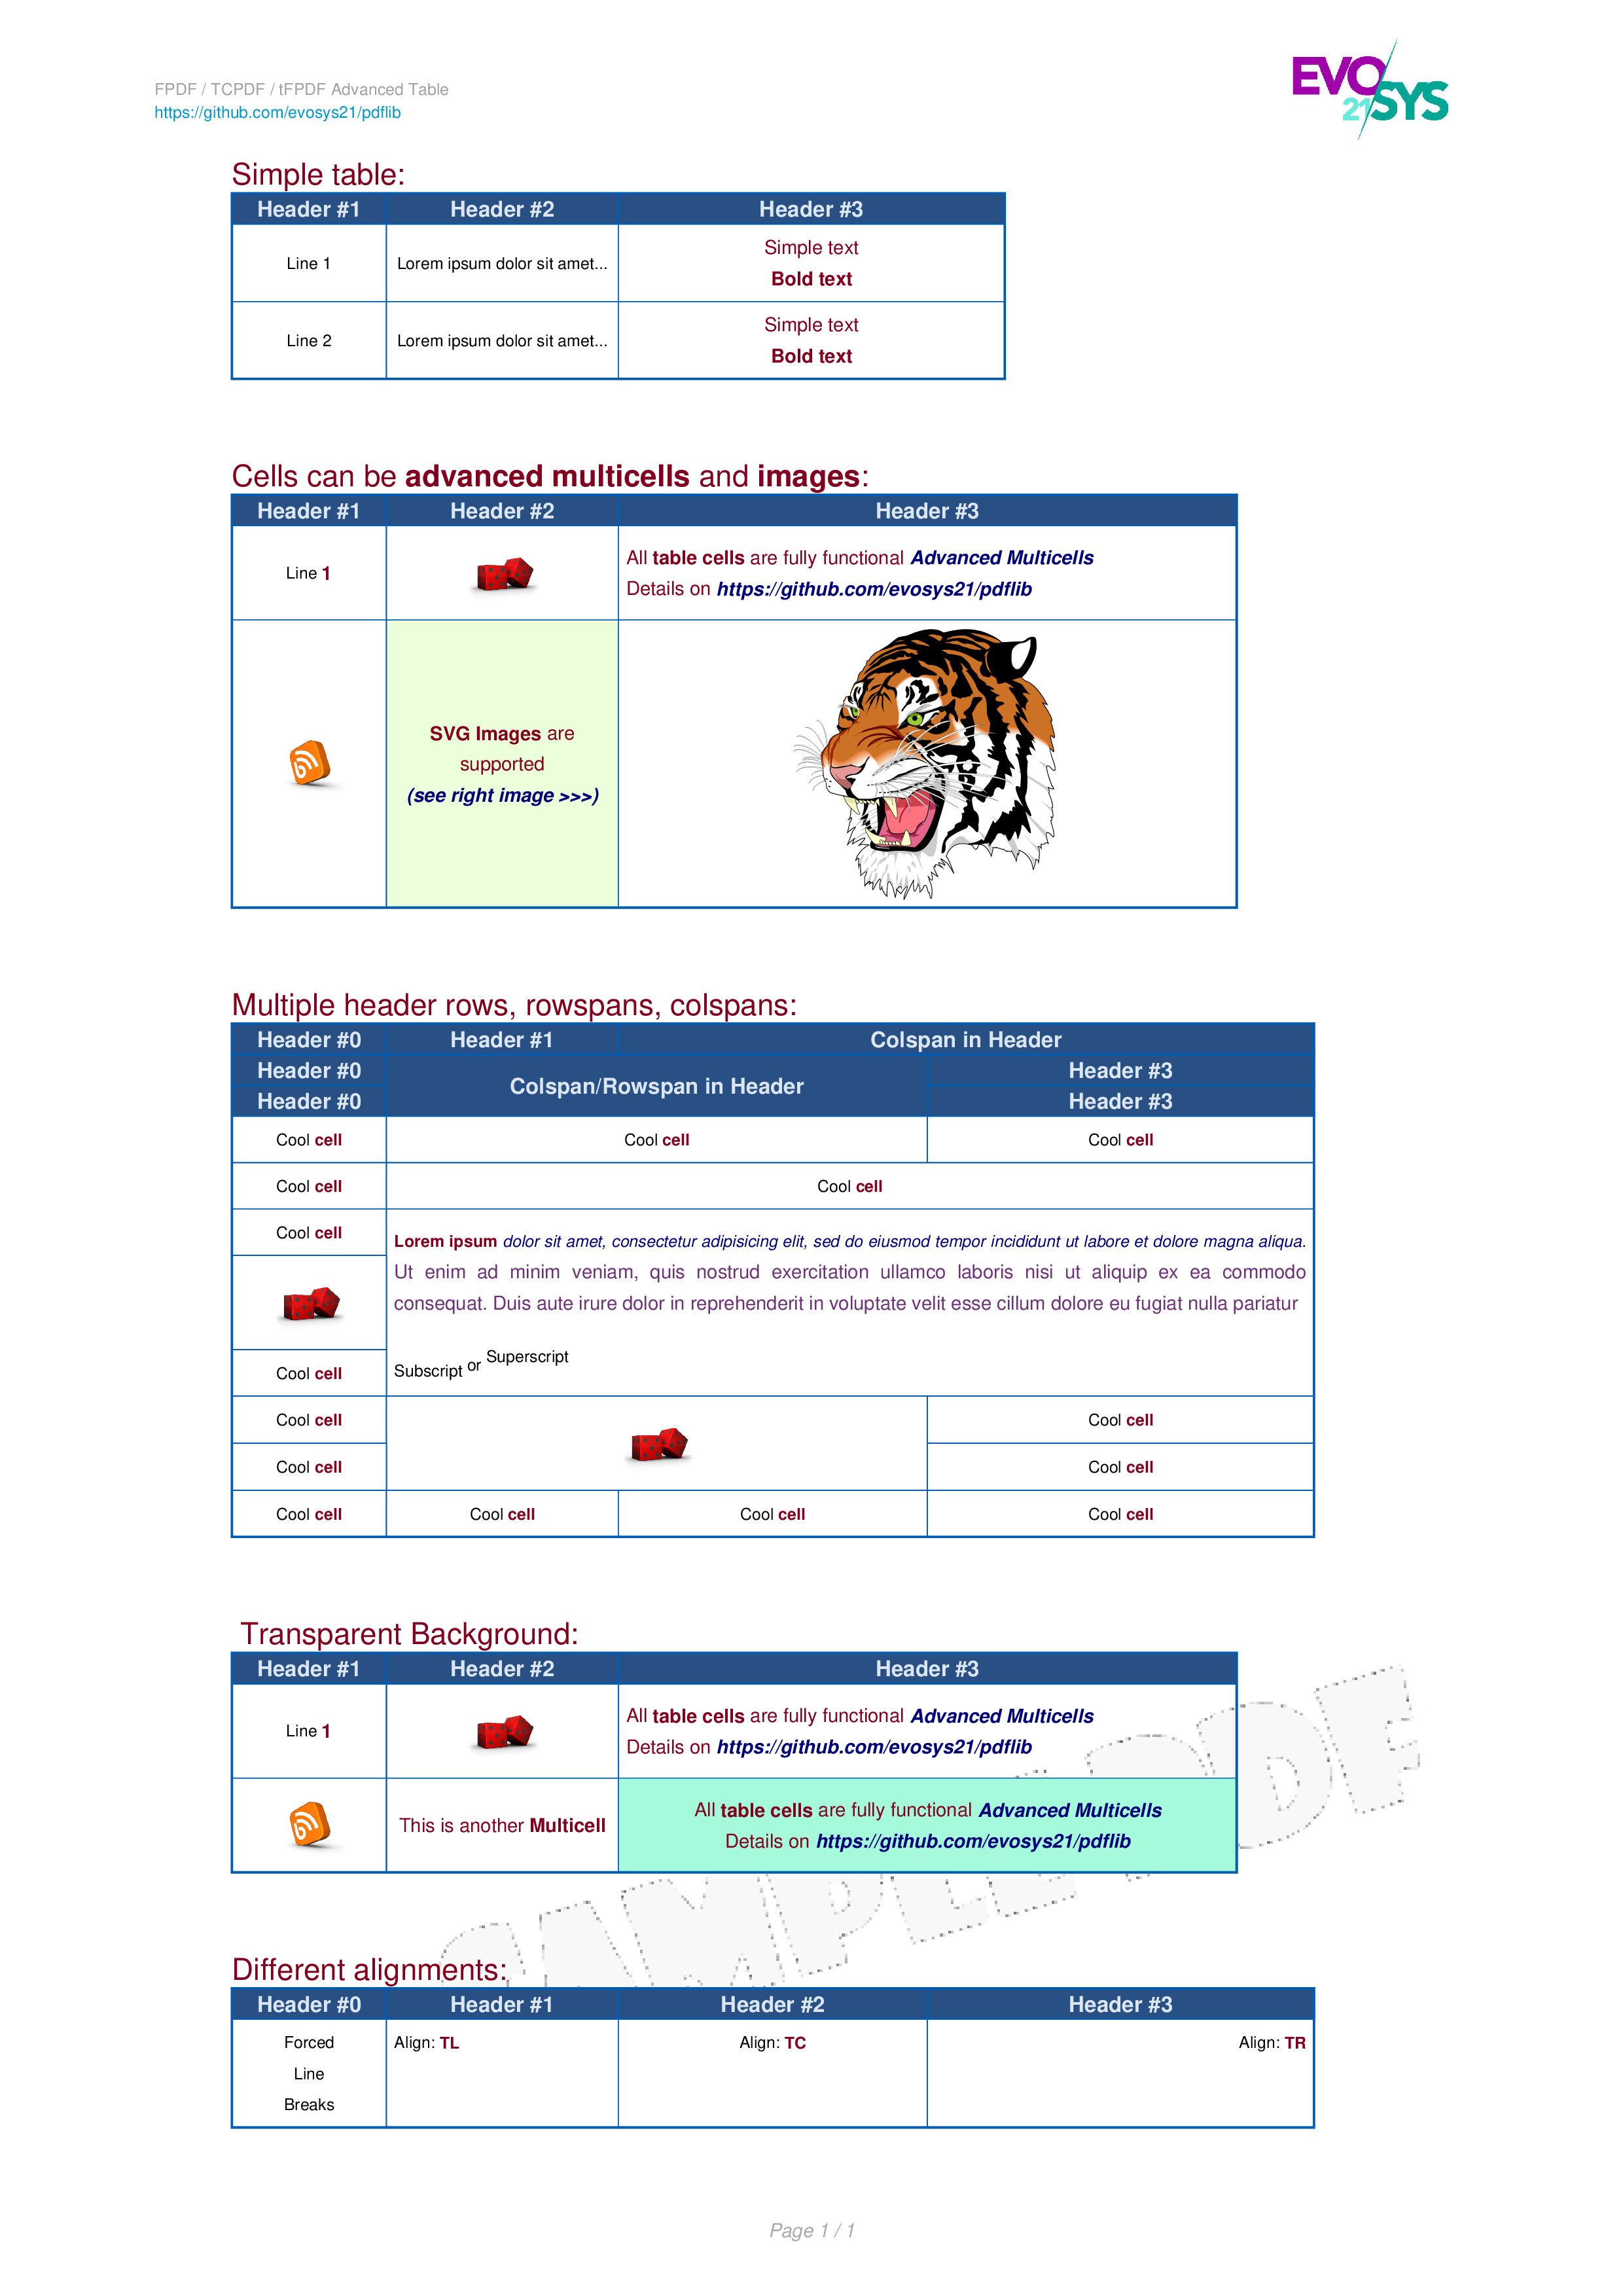 FPDF / TCPDF / tFPDF Advanced Table
https://github.com/evosys21/pdflib
EVO
21 SYS
Simple table:
Header #1 Header #2 Header #3
Line 1 Lorem ipsum dolor sit amet... Simple text
Bold text
Line 2 Lorem ipsum dolor sit amet... Simple text
Bold text
Cells can be advanced multicells and images:
Header #1 Header #2 Header #3
Line 1 All table cells are fully functional Advanced Multicells
Details on https://github.com/evosys21/pdflib
SVG Images are
supported
(see right image >>>)
Multiple header rows, rowspans, colspans:
Header #0 Header #1 Colspan in Header
Header #0 Colspan/Rowspan in Header Header #3
Header #0 Header #3
Cool cell Cool cell Cool cell
Cool cell Cool cell
Cool cell
Lorem ipsum dolor sit amet, consectetur adipisicing elit, sed do eiusmod tempor incididunt ut labore et dolore magna aliqua.
Ut enim ad minim veniam, quis nostrud exercitation ullamco laboris nisi ut aliquip ex ea commodo
consequat. Duis aute irure dolor in reprehenderit in voluptate velit esse cillum dolore eu fugiat nulla pariatur
Subscript or Superscript
Cool cell
Cool cell Cool cell
Cool cell Cool cell
Cool cell Cool cell Cool cell Cool cell
Transparent Background:
Header #1 Header #2 Header #3
Line 1 All table cells are fully functional Advanced Multicells
Details on https://github.com/evosys21/pdflib
This is another Multicell All table cells are fully functional Advanced Multicells
Details on https://github.com/evosys21/pdflib
SAMPLE PDF
Different alignments:
Header #0 Header #1 Header #2 Header #3
Forced Align: TL Align: TC Align: TR
Line
Breaks
Page 1 / 1